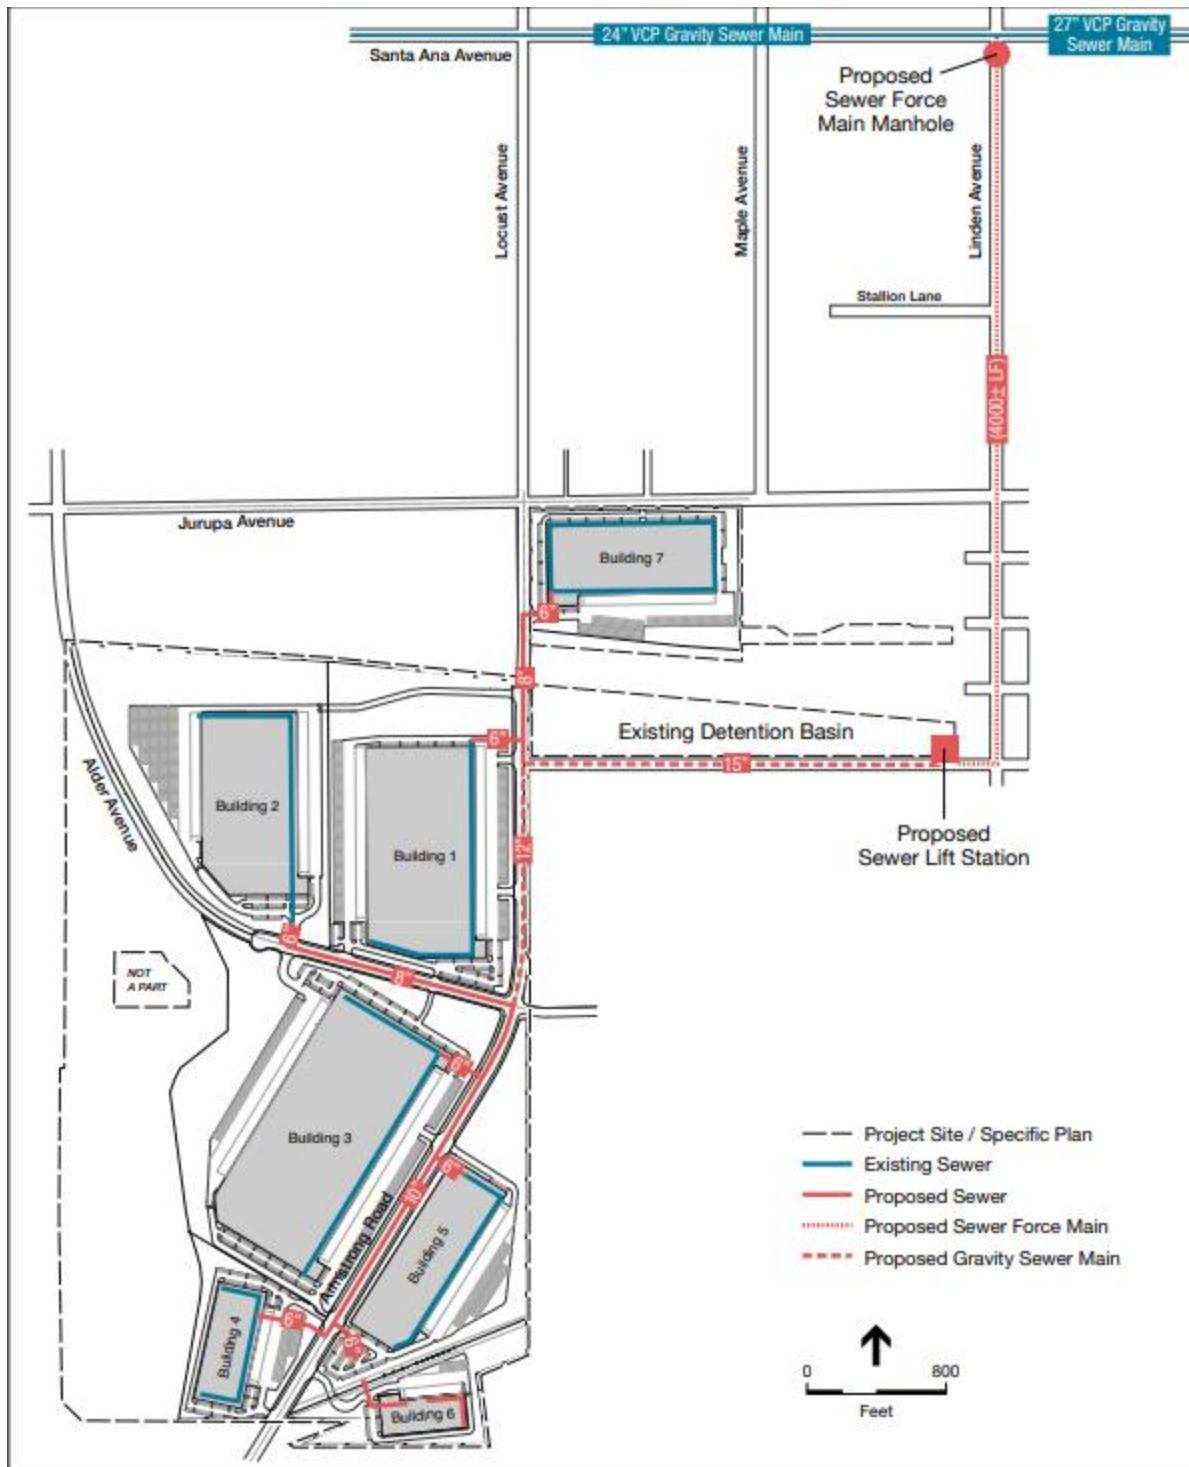 24" VCP Gravity Sewer Main
27" VCP Gravity
Sewer Main
Santa Ana Avenue
Proposed
Sewer Force
Main Manhole
Locust Avenue
Maple Avenue
Linden Avenue
Stallion Lane
(4000± LF)
Jurupa Avenue
Building 7
6"
8"
Existing Detention Basin
6"
15"
Alder Avenue
Building 2
Building 1
12"
Proposed
Sewer Lift Station
6"
8"
NOT
A PART
6"
Building 3
6"
10"
Armstrong Road
Building 5
Building 4
6"
Building 6
Project Site / Specific Plan
Existing Sewer
Proposed Sewer
Proposed Sewer Force Main
Proposed Gravity Sewer Main
0
800
Feet